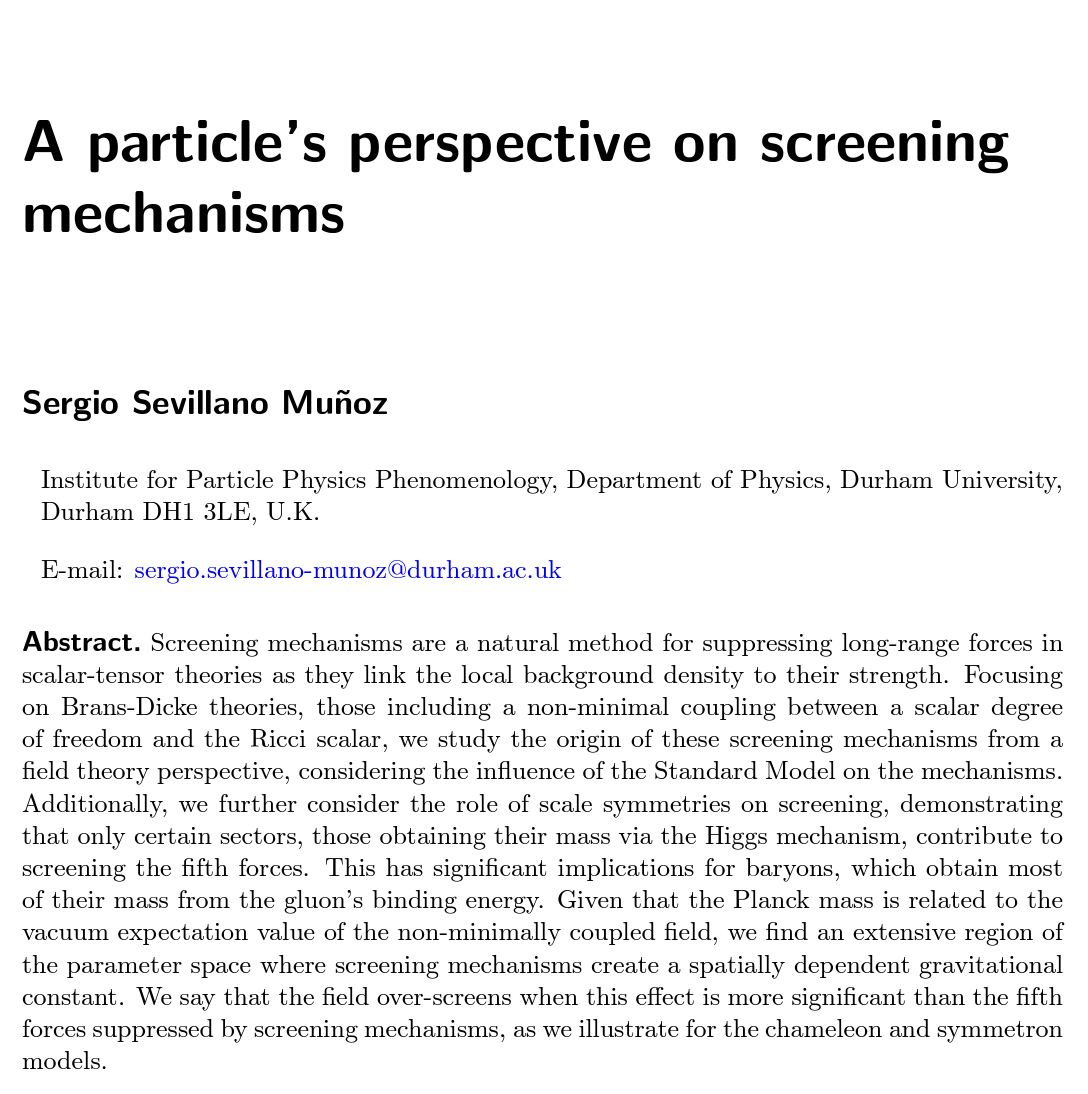 A particle's perspective on screening
mechanisms
Sergio Sevillano Muñoz
Institute for Particle Physics Phenomenology, Department of Physics, Durham University,
Durham DH1 3LE, U.K.
E-mail: sergio.sevillano-munoz@durham.ac.uk
Abstract. Screening mechanisms are a natural method for suppressing long-range forces in
scalar-tensor theories as they link the local background density to their strength. Focusing
on Brans-Dicke theories, those including a non-minimal coupling between a scalar degree
of freedom and the Ricci scalar, we study the origin of these screening mechanisms from a
field theory perspective, considering the influence of the Standard Model on the mechanisms.
Additionally, we further consider the role of scale symmetries on screening, demonstrating
that only certain sectors, those obtaining their mass via the Higgs mechanism, contribute to
screening the fifth forces. This has significant implications for baryons, which obtain most
of their mass from the gluon's binding energy. Given that the Planck mass is related to the
vacuum expectation value of the non-minimally coupled field, we find an extensive region of
the parameter space where screening mechanisms create a spatially dependent gravitational
constant. We say that the field over-screens when this effect is more significant than the fifth
forces suppressed by screening mechanisms, as we illustrate for the chameleon and symmetron
models.